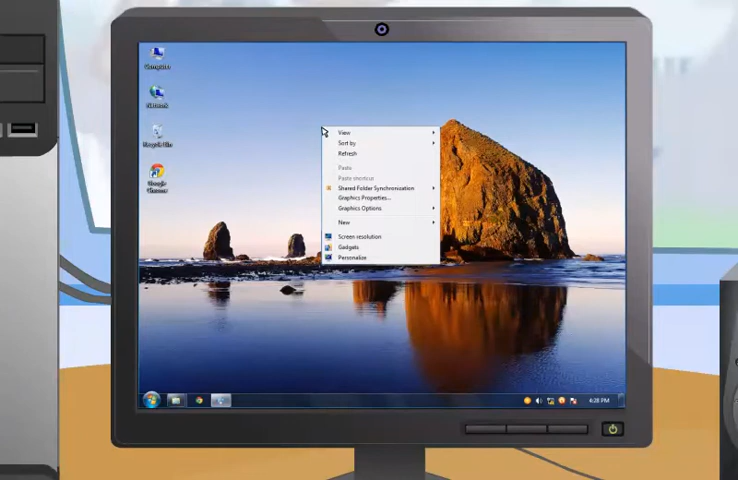 Computer
Network
Recycle Bin
Google
Chrome
View
Sort by
Refresh
Paste
Paste shortcut
Shared Folder Synchronization
Graphics Properties...
Graphics Options
New
Screen resolution
Gadgets
Personalize
4:28 PM